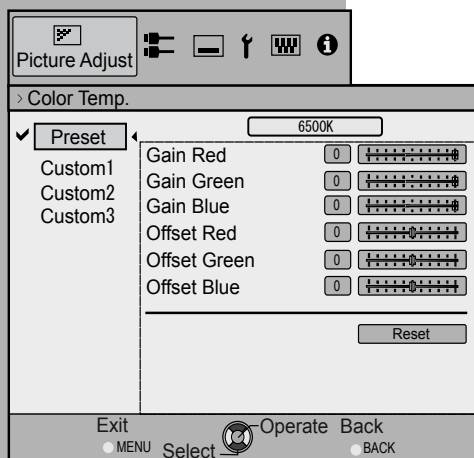 Picture Adjust
> Color Temp.
Preset
Custom1
Custom2
Custom3
6500K
Gain Red 0
Gain Green 0
Gain Blue 0
Offset Red 0
Offset Green 0
Offset Blue 0
Reset
Exit
MENU
Select
Operate
Back
BACK